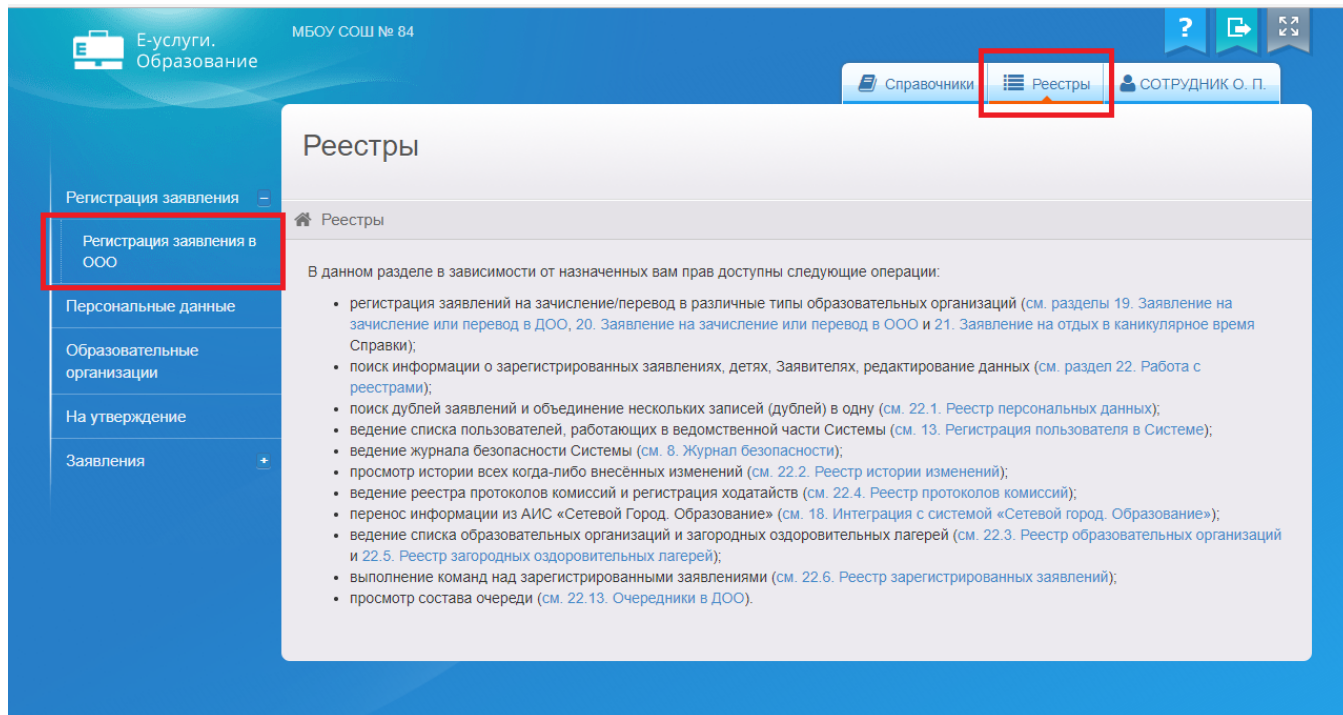 Е-услуги.
Образование
МБОУ СОШ № 84
?
Справочники
Реестры
СОТРУДНИК О. П.
Реестры
Регистрация заявления
Регистрация заявления в
ООО
Персональные данные
Образовательные
организации
На утверждение
Заявления
Реестры
В данном разделе в зависимости от назначенных вам прав доступны следующие операции:
• регистрация заявлений на зачисление/перевод в различные типы образовательных организаций (см. разделы 19. Заявление на
зачисление или перевод в ДОО, 20. Заявление на зачисление или перевод в ООО и 21. Заявление на отдых в каникулярное время
Справки);
• поиск информации о зарегистрированных заявлениях, детях, Заявителях, редактирование данных (см. раздел 22. Работа с
реестрами);
• поиск дублей заявлений и объединение нескольких записей (дублей) в одну (см. 22.1. Реестр персональных данных);
• ведение списка пользователей, работающих в ведомственной части Системы (см. 13. Регистрация пользователя в Системе);
• ведение журнала безопасности Системы (см. 8. Журнал безопасности);
• просмотр истории всех когда-либо внесённых изменений (см. 22.2. Реестр истории изменений);
• ведение реестра протоколов комиссий и регистрация ходатайств (см. 22.4. Реестр протоколов комиссий);
• перенос информации из АИС «Сетевой Город. Образование» (см. 18. Интеграция с системой «Сетевой город. Образование»);
• ведение списка образовательных организаций и загородных оздоровительных лагерей (см. 22.3. Реестр образовательных организаций
и 22.5. Реестр загородных оздоровительных лагерей);
• выполнение команд над зарегистрированными заявлениями (см. 22.6. Реестр зарегистрированных заявлений);
• просмотр состава очереди (см. 22.13. Очередники в ДОО).